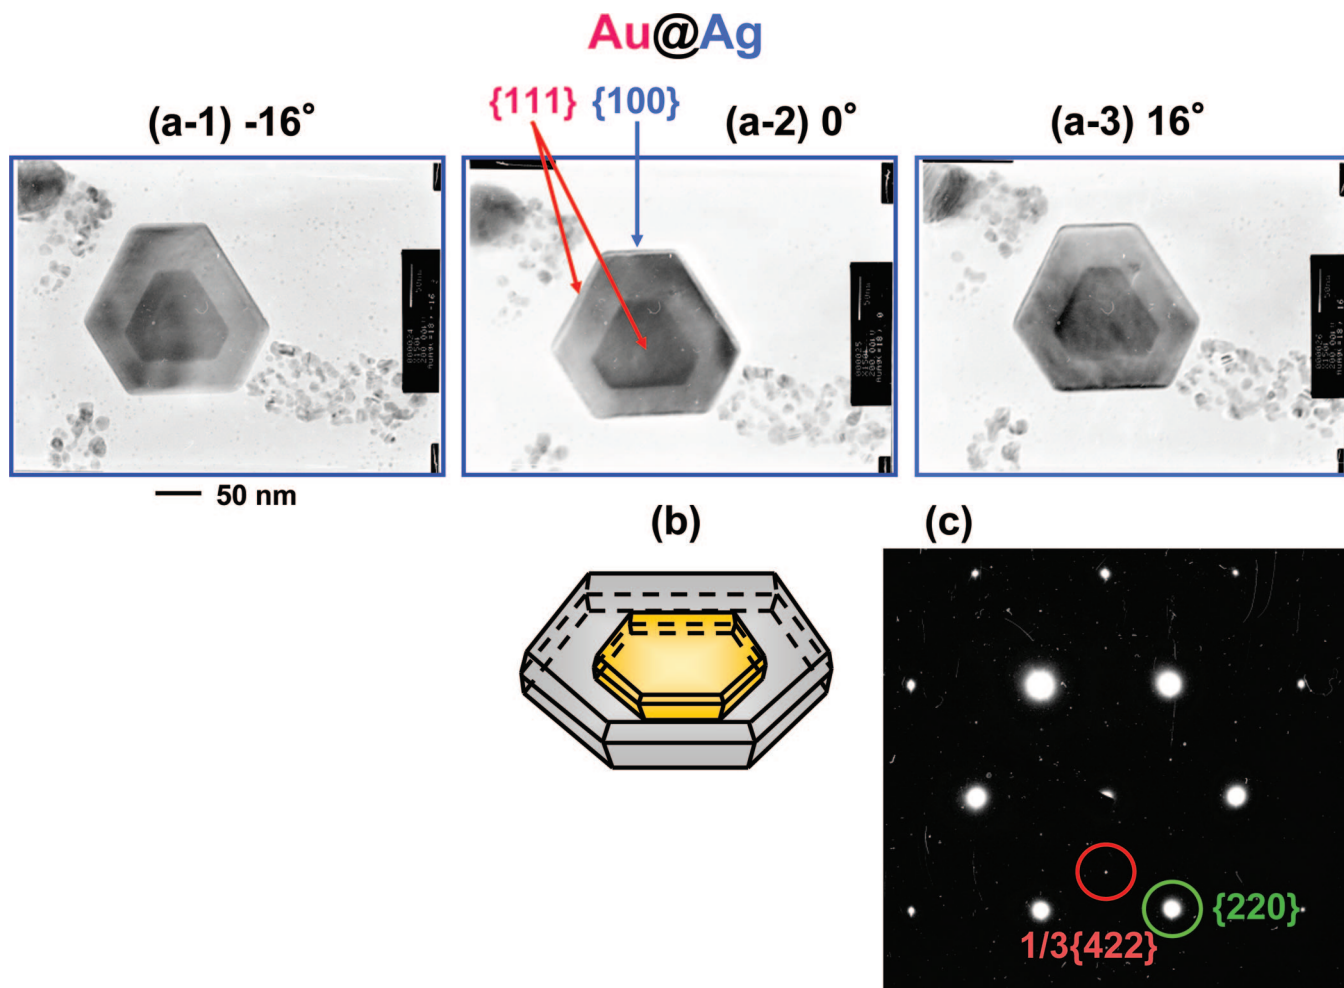 Au@Ag
{111} {100}
(a-1) -16°
(a-2) 0°
(a-3) 16°
50 nm
(b)
(c)
{220}
1/3{422}